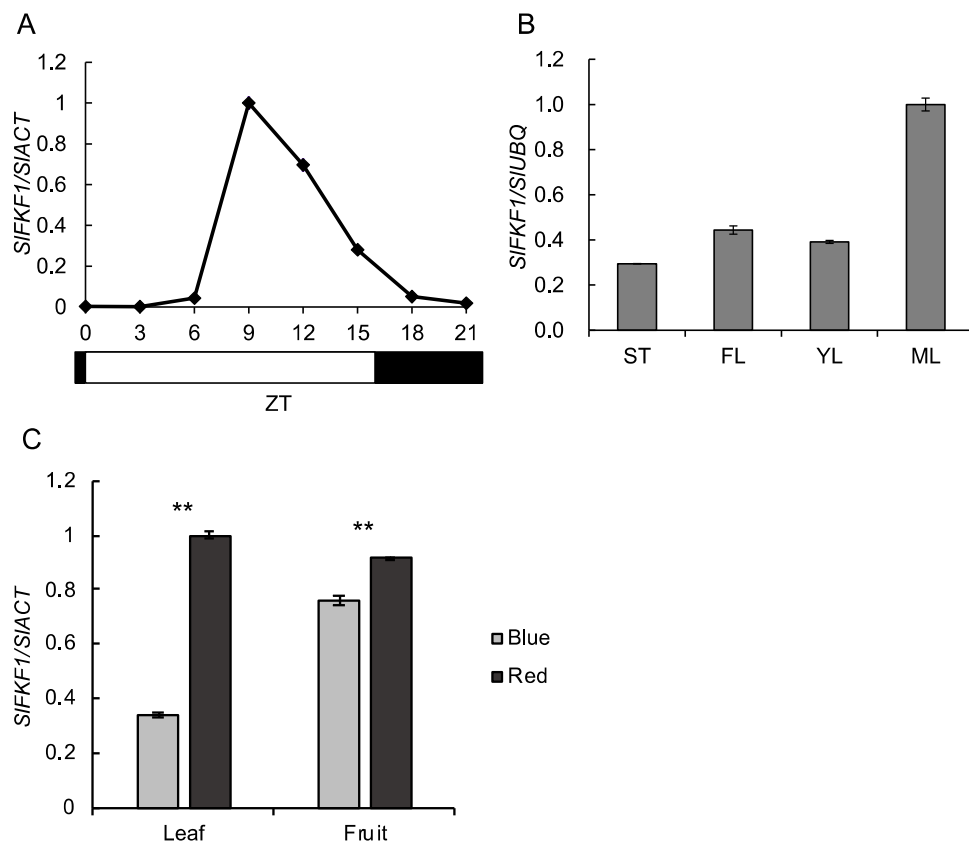 A
SlFKF1/SlACT
1.2
1
0.8
0.6
0.4
0.2
0
0 3 6 9 12 15 18 21
ZT
B
SlFKF1/SlUBQ
1.2
1.0
0.8
0.6
0.4
0.2
0.0
ST FL YL ML
C
SlFKF1/SlACT
1.2
1
0.8
0.6
0.4
0.2
0
** **
Leaf Fruit
Blue
Red